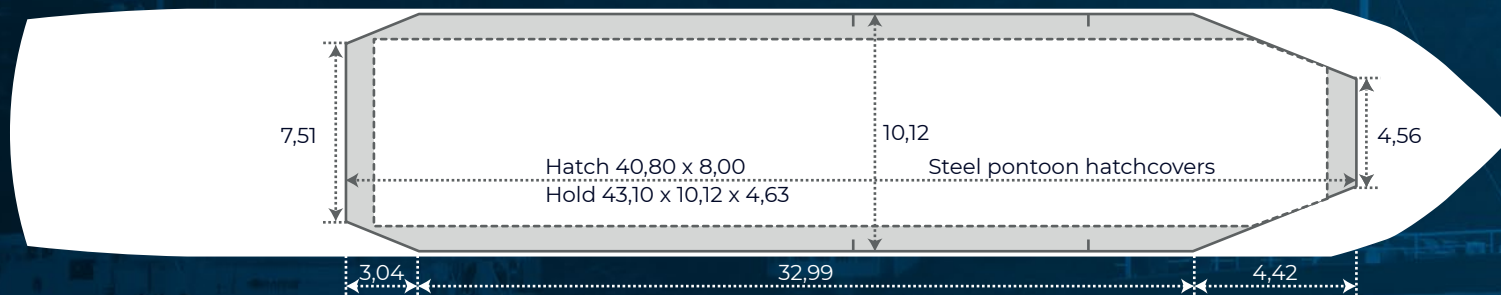 7,51
10,12
4,56
Hatch 40,80 x 8,00
Steel pontoon hatchcovers
Hold 43,10 x 10,12 x 4,63
3,04
32,99
4,42